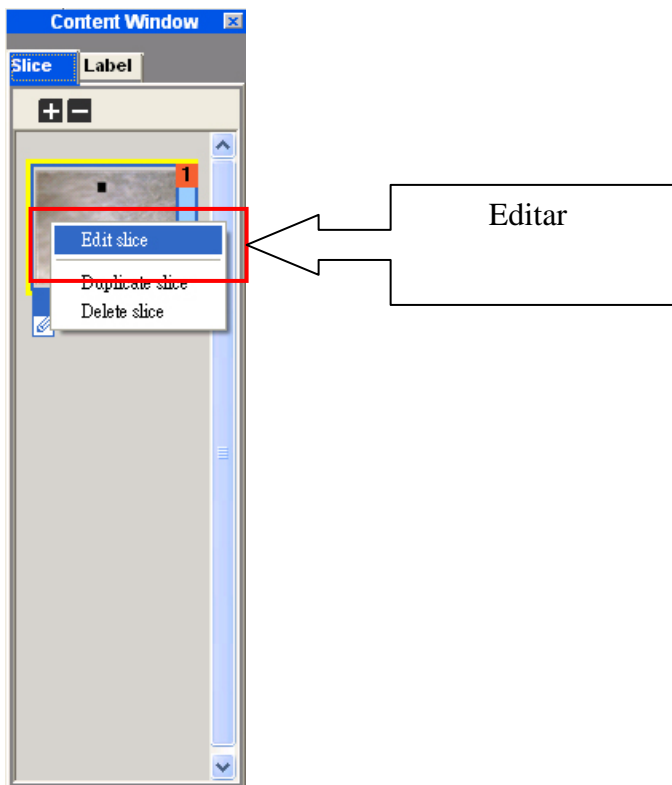 Content Window
Slice Label
1
Editar
Edit slice
Duplicate slice
Delete slice